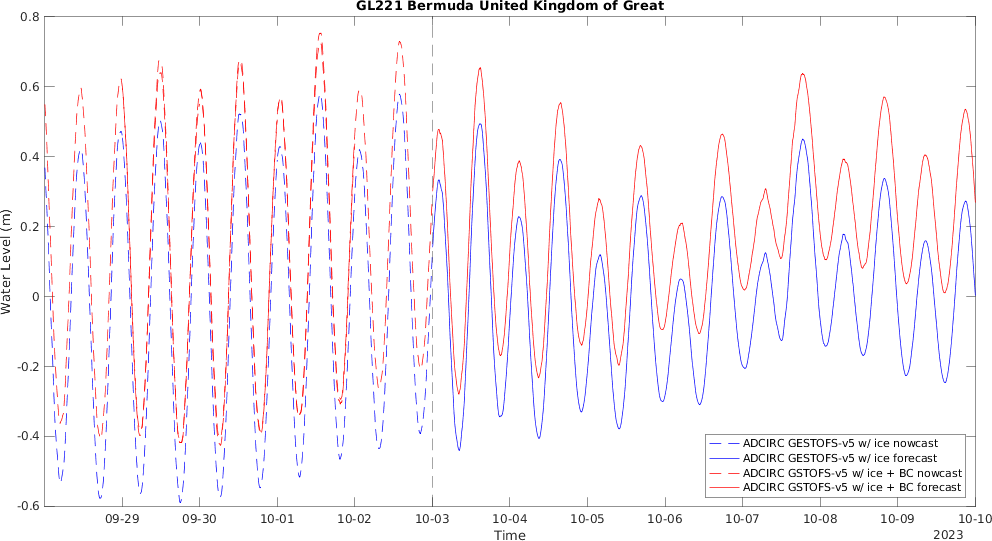 GL221 Bermuda United Kingdom of Great
0.8
0.6
0.4
0.2
0
-0.2
-0.4
-0.6
Water Level (m)
ADCIRC GESTOFS-v5 w/ ice nowcast
ADCIRC GESTOFS-v5 w/ ice forecast
ADCIRC GSTOFS-v5 w/ ice + BC nowcast
ADCIRC GSTOFS-v5 w/ ice + BC forecast
09-29 09-30 10-01 10-02 10-03 10-04 10-05 10-06 10-07 10-08 10-09 10-10
Time
2023